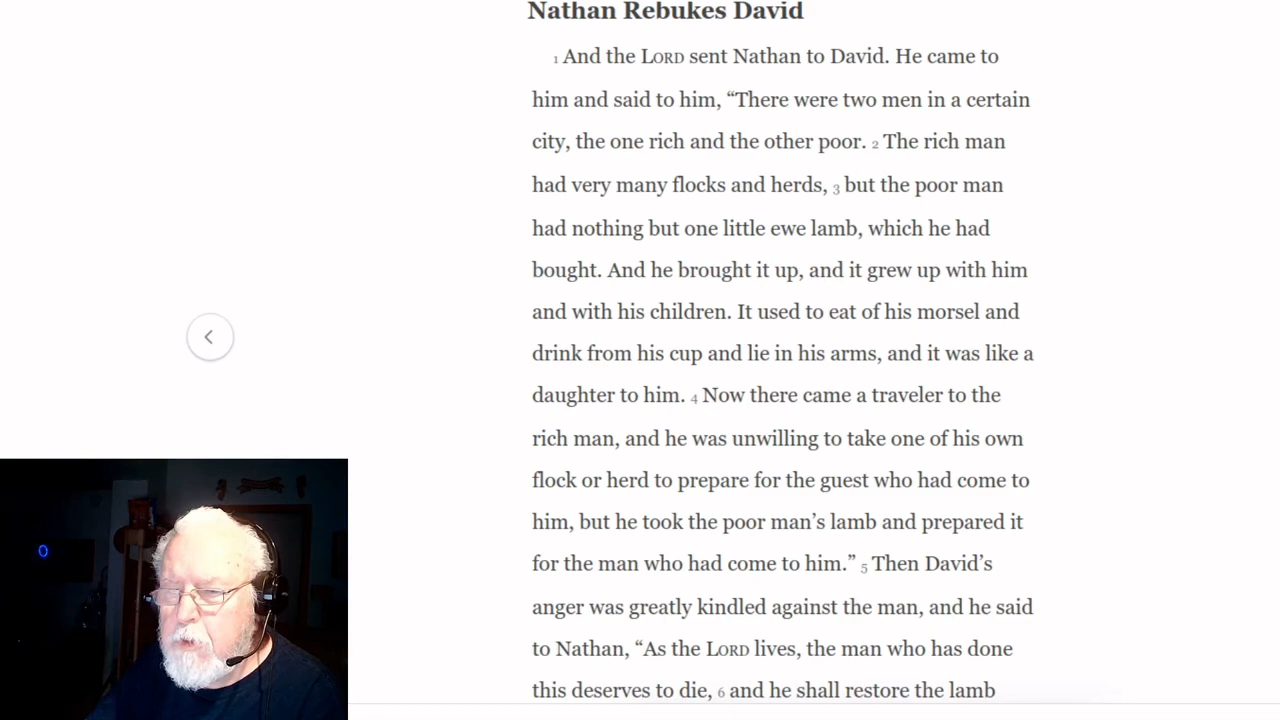 Nathan Rebukes David
1 And the LORD sent Nathan to David. He came to
him and said to him, “There were two men in a certain
city, the one rich and the other poor. 2 The rich man
had very many flocks and herds, 3 but the poor man
had nothing but one little ewe lamb, which he had
bought. And he brought it up, and it grew up with him
and with his children. It used to eat of his morsel and
drink from his cup and lie in his arms, and it was like a
daughter to him. 4 Now there came a traveler to the
rich man, and he was unwilling to take one of his own
flock or herd to prepare for the guest who had come to
him, but he took the poor man’s lamb and prepared it
for the man who had come to him.” 5 Then David’s
anger was greatly kindled against the man, and he said
to Nathan, “As the LORD lives, the man who has done
this deserves to die, 6 and he shall restore the lamb
0